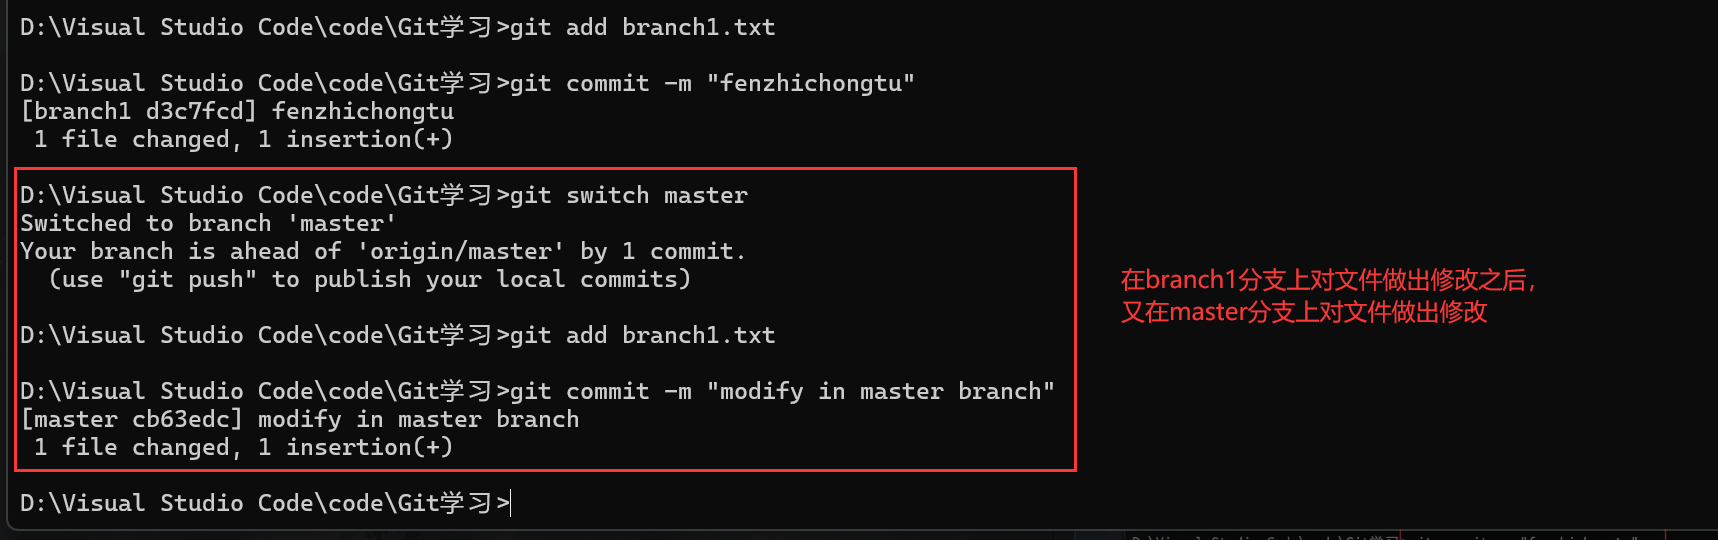 D:\Visual Studio Code\code\Git学习>git add branch1.txt
D:\Visual Studio Code\code\Git学习>git commit -m "fenzhichongtu"
[branch1 d3c7fcd] fenzhichongtu
 1 file changed, 1 insertion(+)
D:\Visual Studio Code\code\Git学习>git switch master
Switched to branch 'master'
Your branch is ahead of 'origin/master' by 1 commit.
  (use "git push" to publish your local commits)
D:\Visual Studio Code\code\Git学习>git add branch1.txt
D:\Visual Studio Code\code\Git学习>git commit -m "modify in master branch"
[master cb63edc] modify in master branch
 1 file changed, 1 insertion(+)
D:\Visual Studio Code\code\Git学习>
在branch1分支上对文件做出修改之后，
又在master分支上对文件做出修改